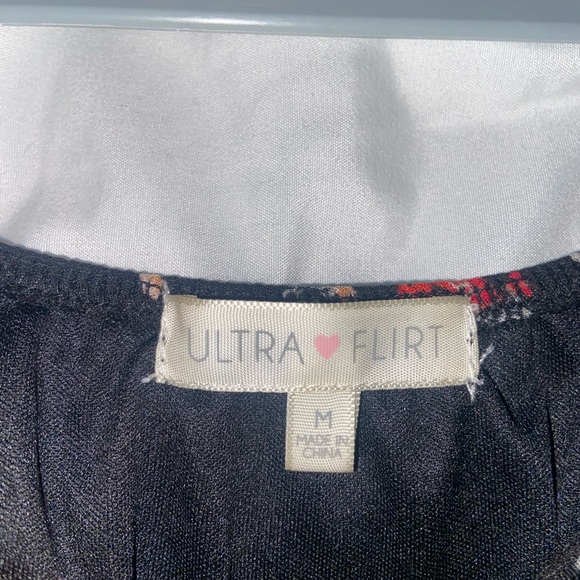 ULTRA ♥ FLIRT
M
MADE IN
CHINA